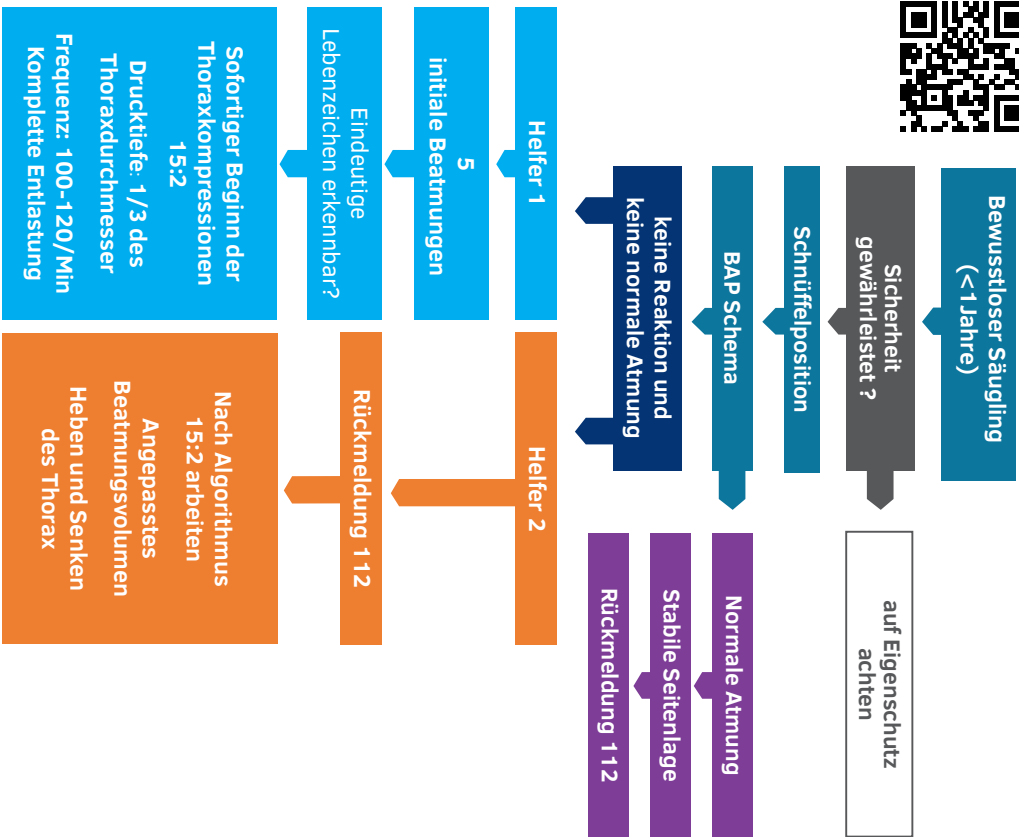 Bewusstloser Säugling
(<1Jahre)
Sicherheit
gewährleistet ?
auf Eigenschutz
achten
Schnüffelposition
BAP Schema
Normale Atmung
Stabile Seitenlage
Rückmeldung 112
keine Reaktion und
keine normale Atmung
Helfer 1
5
initiale Beatmungen
Eindeutige
Lebenzeichen erkennbar?
Sofortiger Beginn der
Thoraxkompressionen
15:2
Drucktiefe: 1/3 des
Thoraxdurchmesser
Frequenz: 100-120/Min
Komplette Entlastung
Helfer 2
Rückmeldung 112
Nach Algorithmus
15:2 arbeiten
Angepasstes
Beatmungsvolumen
Heben und Senken
des Thorax